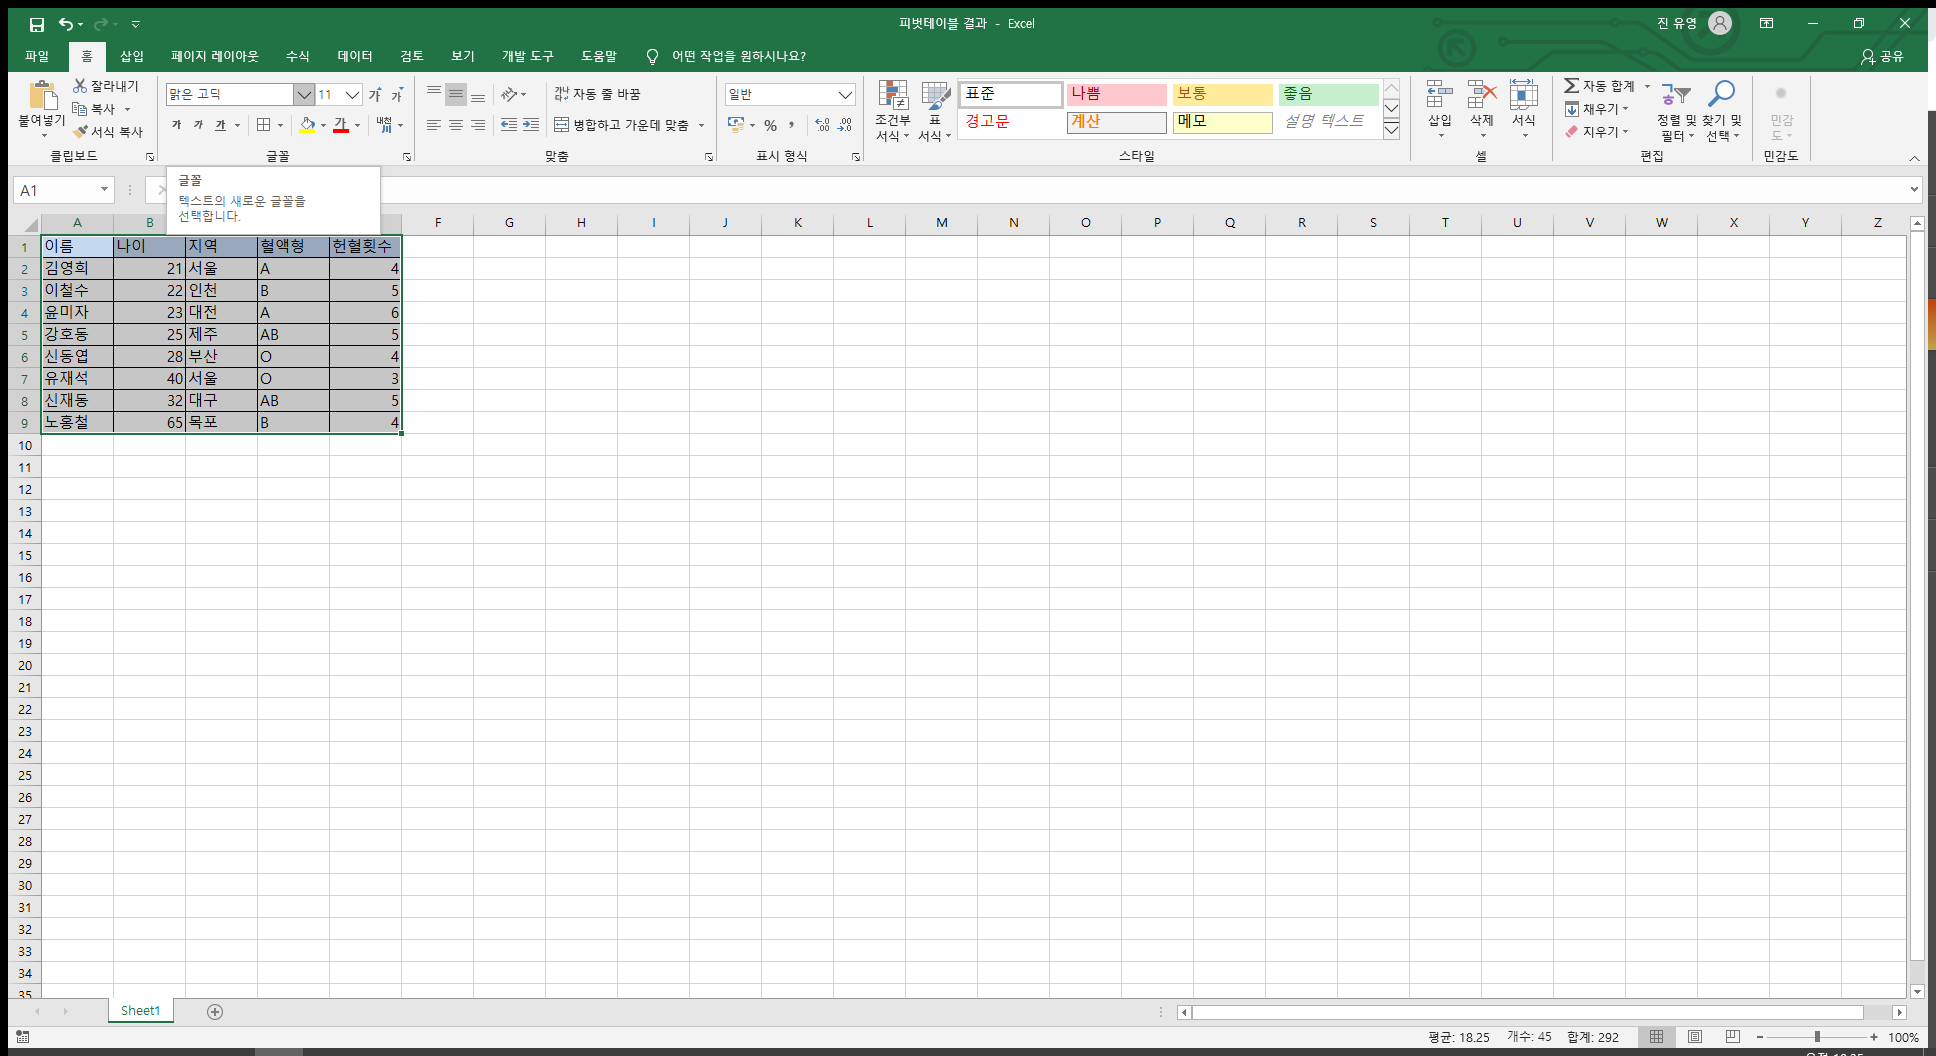 피벗테이블 결과 - Excel
진 유영
파일 홈 삽입 페이지 레이아웃 수식 데이터 검토 보기 개발 도구 도움말 어떤 작업을 원하시나요? 공유
붙여넣기
잘라내기
복사
서식 복사
클립보드
맑은 고딕 11 가 가
가 가 가 가 내천
글꼴
자동 줄 바꿈
병합하고 가운데 맞춤
맞춤
일반
% , .00
표시 형식
조건부 서식
표 서식
표준 나쁨 보통 좋음
경고문 계산 메모 설명 텍스트
스타일
삽입 삭제 서식
셀
자동 합계
채우기
지우기
정렬 및 필터
찾기 및 선택
편집
민감도
민감도
A1
글꼴
텍스트의 새로운 글꼴을
선택합니다.
A B F G H I J K L M N O P Q R S T U V W X Y Z
1 이름 나이 지역 혈액형 헌혈횟수
2 김영희 21 서울 A 4
3 이철수 22 인천 B 5
4 윤미자 23 대전 A 6
5 강호동 25 제주 AB 5
6 신동엽 28 부산 O 4
7 유재석 40 서울 O 3
8 신재동 32 대구 AB 5
9 노홍철 65 목포 B 4
10
11
12
13
14
15
16
17
18
19
20
21
22
23
24
25
26
27
28
29
30
31
32
33
34
35
Sheet1
평균: 18.25 개수: 45 합계: 292 100%